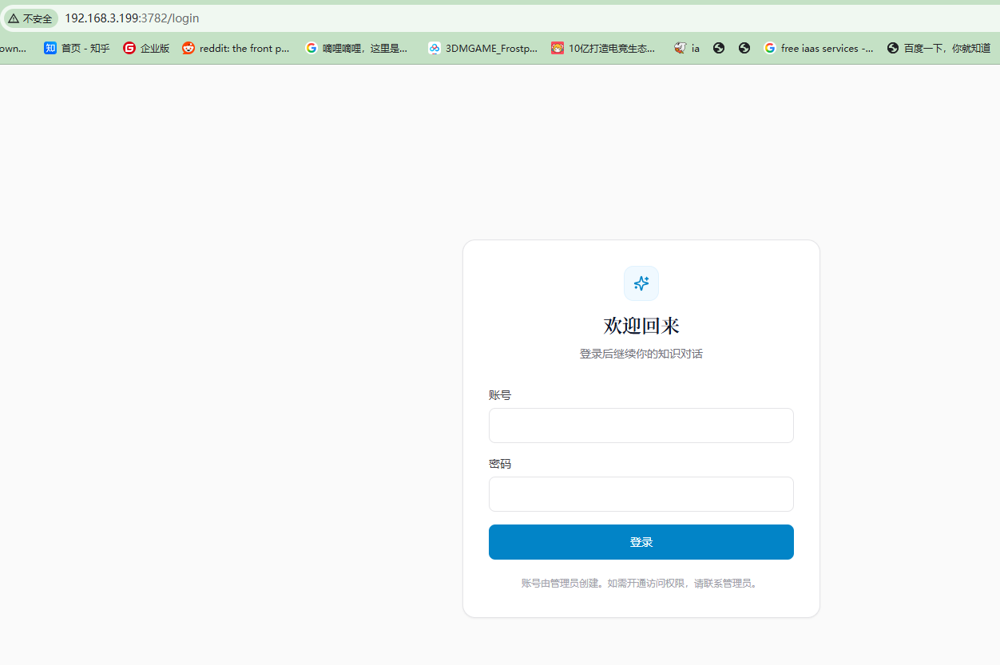 不安全 192.168.3.199:3782/login
own... 知 首页 - 知乎 企业版 reddit: the front p... 嘀哩嘀哩，这里是... 3DMGAME_Frostp... 10亿打造电竞生态... ia free iaas services -... 百度一下，你就知道
欢迎回来
登录后继续你的知识对话
账号
密码
登录
账号由管理员创建。如需开通访问权限，请联系管理员。